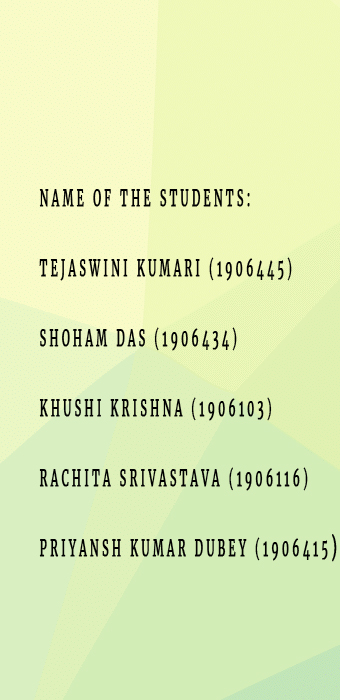 NAME OF THE STUDENTS:
TEJASWINI KUMARI (1906445)
SHOHAM DAS (1906434)
KHUSHI KRISHNA (1906103)
RACHITA SRIVASTAVA (1906116)
PRIYANSH KUMAR DUBEY (1906415)